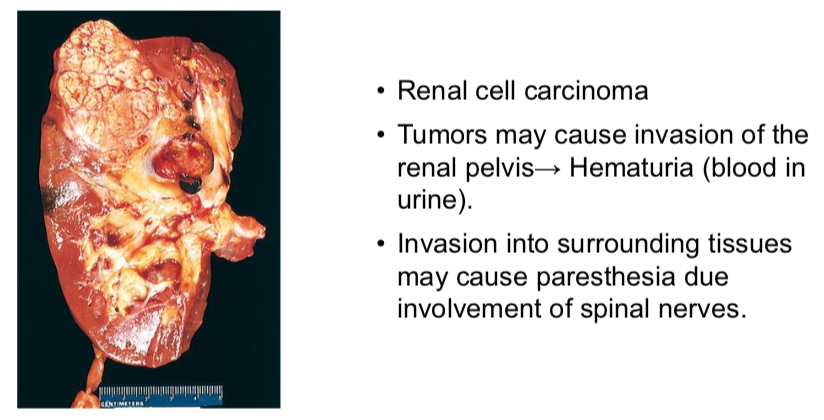 • Renal cell carcinoma
• Tumors may cause invasion of the
renal pelvis→ Hematuria (blood in
urine).
• Invasion into surrounding tissues
may cause paresthesia due
involvement of spinal nerves.
CENTIMETERS